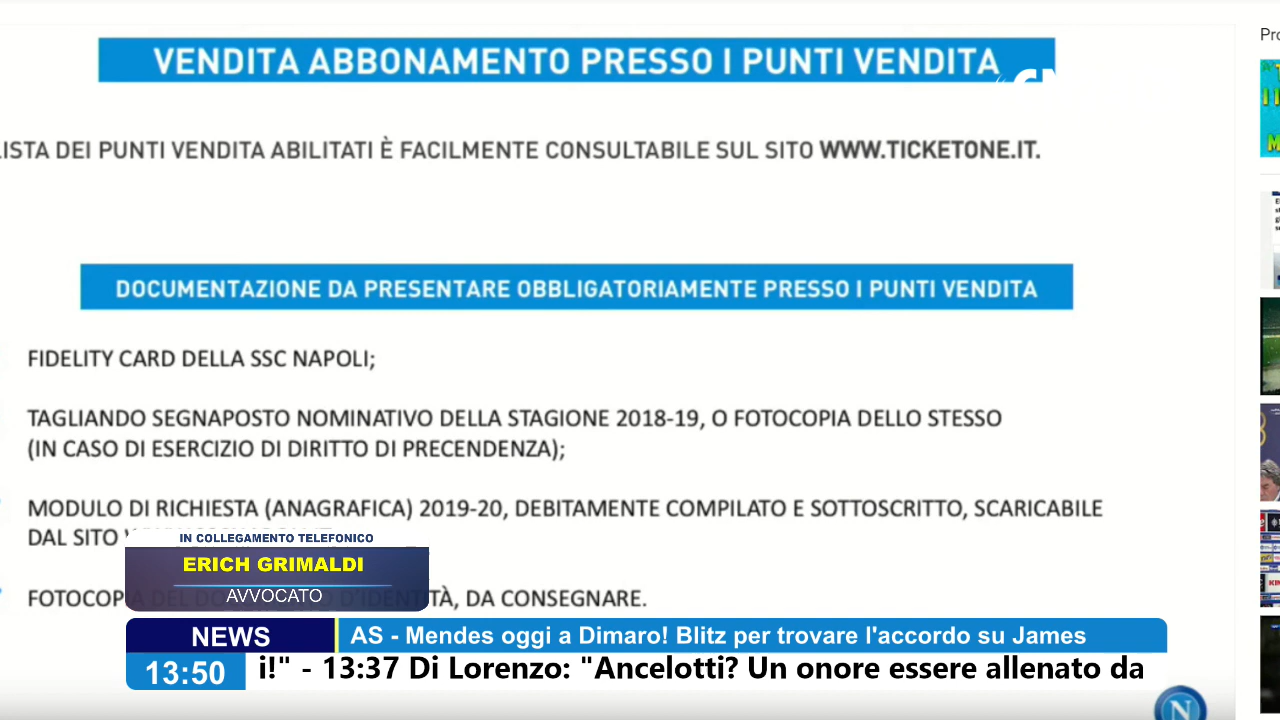 Pro
VENDITA ABBONAMENTO PRESSO I PUNTI VENDITA
LISTA DEI PUNTI VENDITA ABILITATI È FACILMENTE CONSULTABILE SUL SITO WWW.TICKETONE.IT.
DOCUMENTAZIONE DA PRESENTARE OBBLIGATORIAMENTE PRESSO I PUNTI VENDITA
FIDELITY CARD DELLA SSC NAPOLI;
TAGLIANDO SEGNAPOSTO NOMINATIVO DELLA STAGIONE 2018-19, O FOTOCOPIA DELLO STESSO
(IN CASO DI ESERCIZIO DI DIRITTO DI PRECENDENZA);
MODULO DI RICHIESTA (ANAGRAFICA) 2019-20, DEBITAMENTE COMPILATO E SOTTOSCRITTO, SCARICABILE
DAL SITO
IN COLLEGAMENTO TELEFONICO
ERICH GRIMALDI
AVVOCATO
FOTOCOPIA DEL DOCUMENTO D'IDENTITÀ, DA CONSEGNARE.
NEWS AS - Mendes oggi a Dimaro! Blitz per trovare l'accordo su James
13:50 i!" - 13:37 Di Lorenzo: "Ancelotti? Un onore essere allenato da
N